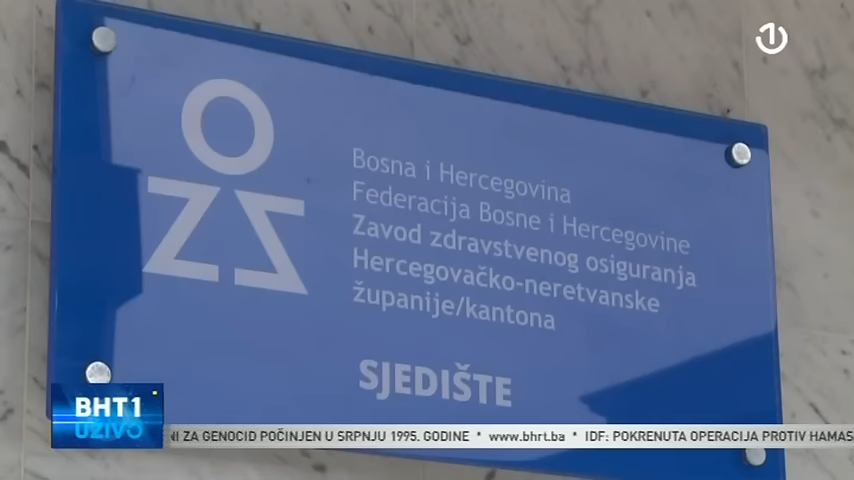 Bosna i Hercegovina
Federacija Bosne i Hercegovine
Zavod zdravstvenog osiguranja
Hercegovačko-neretvanske
županije/kantona
SJEDIŠTE
BHT1
UŽIVO
ZA GENOCID POČINJEN U SRPNJU 1995. GODINE * www.bhrt.ba * IDF: POKRENUTA OPERACIJA PROTIV HAMAS